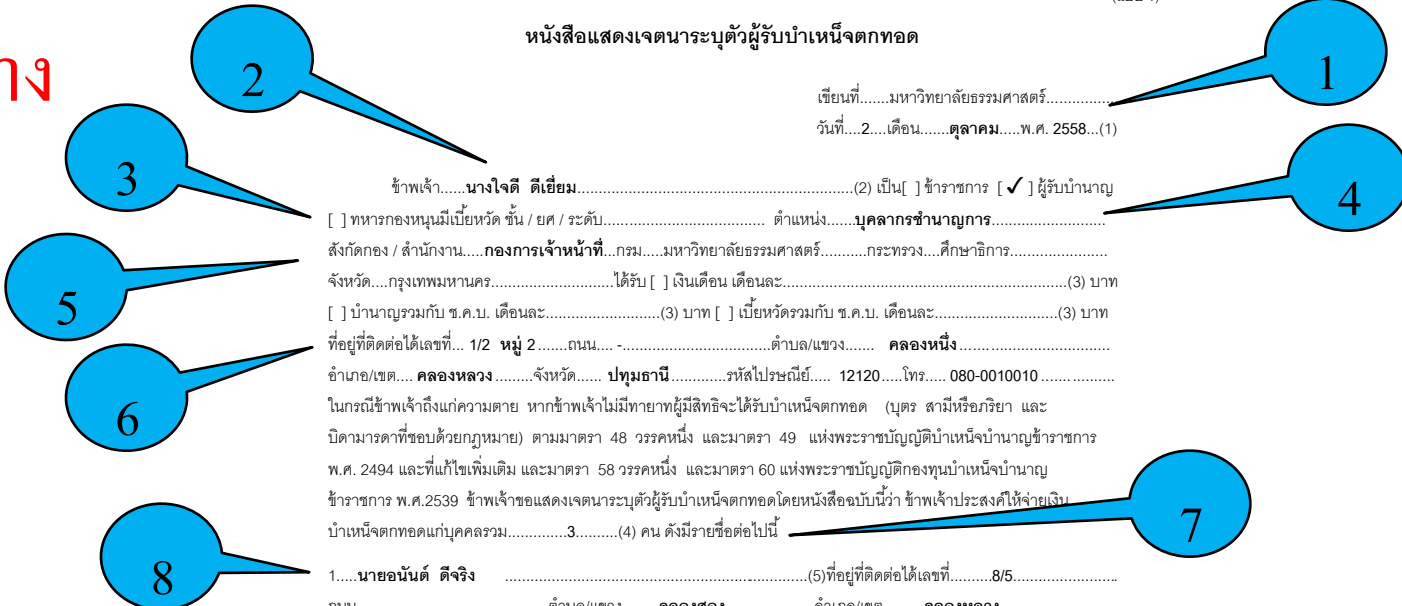 หนังสือแสดงเจตนาระบุตัวผู้รับบำเหน็จตกทอด
2
1
เขียนที่.......มหาวิทยาลัยธรรมศาสตร์................
วันที่....2....เดือน.......ตุลาคม.....พ.ศ. 2558...(1)
3
4
ข้าพเจ้า......นางใจดี ดีเยี่ยม..................................................................(2) เป็น[ ] ข้าราชการ [ ✓ ] ผู้รับบำนาญ
[ ] ทหารกองหนุนมีเบี้ยหวัด ชั้น / ยศ / ระดับ....................................... ตำแหน่ง.......บุคลากรชำนาญการ...........................
สังกัดกอง / สำนักงาน.....กองการเจ้าหน้าที่...กรม.....มหาวิทยาลัยธรรมศาสตร์...........กระทรวง....ศึกษาธิการ........................
5
จังหวัด....กรุงเทพมหานคร..............................ได้รับ [ ] เงินเดือน เดือนละ....................................................................(3) บาท
[ ] บำนาญรวมกับ ช.ค.บ. เดือนละ............................(3) บาท [ ] เบี้ยหวัดรวมกับ ช.ค.บ. เดือนละ..............................(3) บาท
ที่อยู่ที่ติดต่อได้เลขที่... 1/2 หมู่ 2.......ถนน.... -....................................ตำบล/แขวง....... คลองหนึ่ง.....................................
อำเภอ/เขต.... คลองหลวง.........จังหวัด...... ปทุมธานี.............รหัสไปรษณีย์..... 12120.....โทร..... 080-0010010.................
6
ในกรณีข้าพเจ้าถึงแก่ความตาย หากข้าพเจ้าไม่มีทายาทผู้มีสิทธิจะได้รับบำเหน็จตกทอด (บุตร สามีหรือภริยา และ
บิดามารดาที่ชอบด้วยกฎหมาย) ตามมาตรา 48 วรรคหนึ่ง และมาตรา 49 แห่งพระราชบัญญัติบำเหน็จบำนาญข้าราชการ
พ.ศ. 2494 และที่แก้ไขเพิ่มเติม และมาตรา 58 วรรคหนึ่ง และมาตรา 60 แห่งพระราชบัญญัติกองทุนบำเหน็จบำนาญ
ข้าราชการ พ.ศ.2539 ข้าพเจ้าขอแสดงเจตนาระบุตัวผู้รับบำเหน็จตกทอดโดยหนังสือฉบับนี้ว่า ข้าพเจ้าประสงค์ให้จ่ายเงิน
บำเหน็จตกทอดแก่บุคคลรวม..............3..........(4) คน ดังมีรายชื่อต่อไปนี้
7
8
1.....นายอนันต์ ดีจริง ........................................................................(5)ที่อยู่ที่ติดต่อได้เลขที่..........8/5.........................